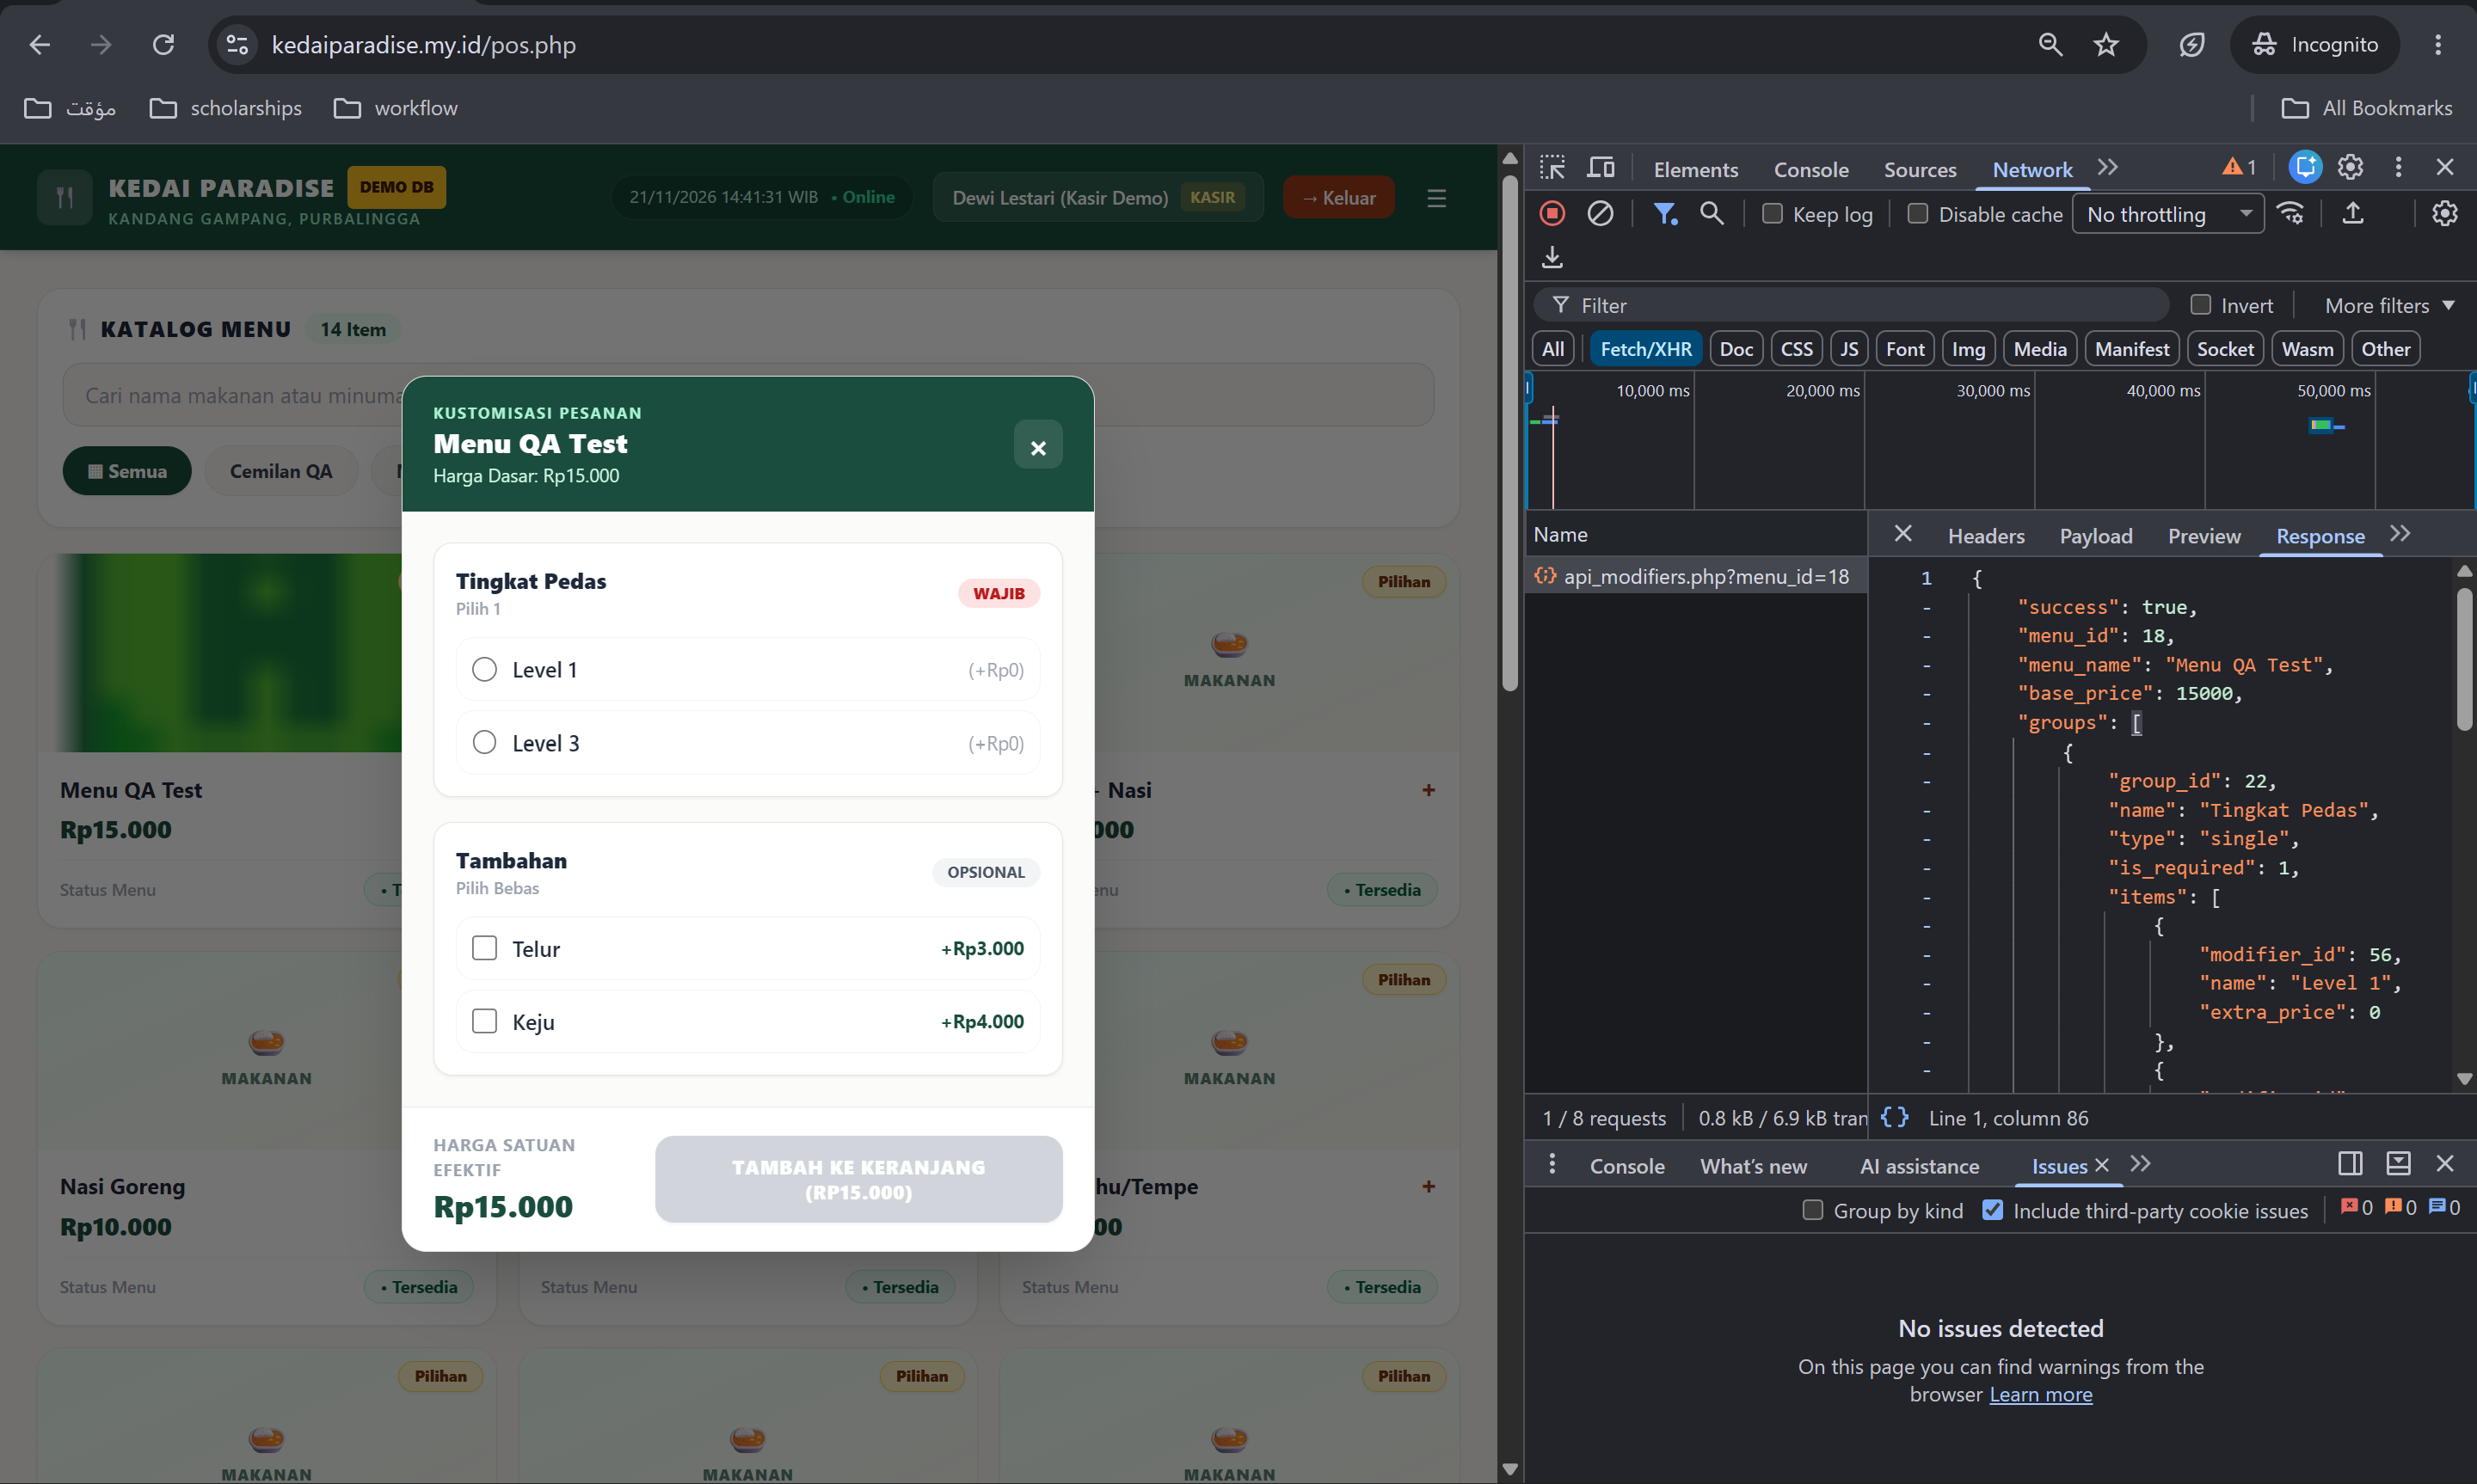 kedaiparadise.my.id/pos.php
Incognito
مؤقت
scholarships
workflow
All Bookmarks
KEDAI PARADISE
DEMO DB
KANDANG GAMPANG, PURBALINGGA
21/11/2026 14:41:31 WIB • Online
Dewi Lestari (Kasir Demo) KASIR
→ Keluar
KATALOG MENU 14 Item
Cari nama makanan atau minuma
Semua
Cemilan QA
KUSTOMISASI PESANAN
Menu QA Test
Harga Dasar: Rp15.000
×
Tingkat Pedas
Pilih 1
WAJIB
Level 1 (+Rp0)
Level 3 (+Rp0)
Tambahan
Pilih Bebas
OPSIONAL
Telur +Rp3.000
Keju +Rp4.000
HARGA SATUAN
EFEKTIF
Rp15.000
TAMBAH KE KERANJANG
(RP15.000)
Menu QA Test
Rp15.000
Status Menu
• T
Pilihan
MAKANAN
- Nasi +
000
enu
• Tersedia
MAKANAN
Nasi Goreng
Rp10.000
Status Menu • Tersedia
Status Menu • Tersedia
Pilihan
MAKANAN
hu/Tempe +
00
Status Menu • Tersedia
Pilihan
MAKANAN
Pilihan
MAKANAN
Pilihan
MAKANAN
Elements
Console
Sources
Network
1
Keep log
Disable cache
No throttling
Filter
Invert
More filters
All
Fetch/XHR
Doc
CSS
JS
Font
Img
Media
Manifest
Socket
Wasm
Other
10,000 ms
20,000 ms
30,000 ms
40,000 ms
50,000 ms
Name
api_modifiers.php?menu_id=18
Headers
Payload
Preview
Response
1 {
- "success": true,
- "menu_id": 18,
- "menu_name": "Menu QA Test",
- "base_price": 15000,
- "groups": [
- {
- "group_id": 22,
- "name": "Tingkat Pedas",
- "type": "single",
- "is_required": 1,
- "items": [
- {
- "modifier_id": 56,
- "name": "Level 1",
- "extra_price": 0
- },
- {
1 / 8 requests
0.8 kB / 6.9 kB tran
{} Line 1, column 86
Console
What's new
AI assistance
Issues
Group by kind
Include third-party cookie issues
0 0 0
No issues detected
On this page you can find warnings from the
browser Learn more